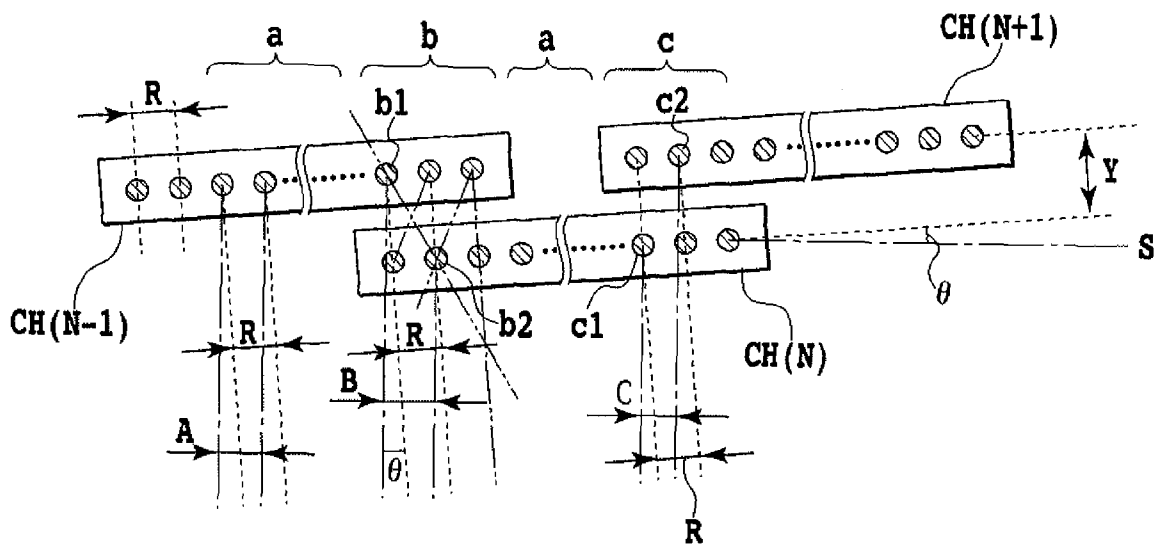 CH(N+1)
a b a c
R b1 c2
Y
S
θ
CH(N-1) b2 c1 CH(N)
R R
B C
A θ
R